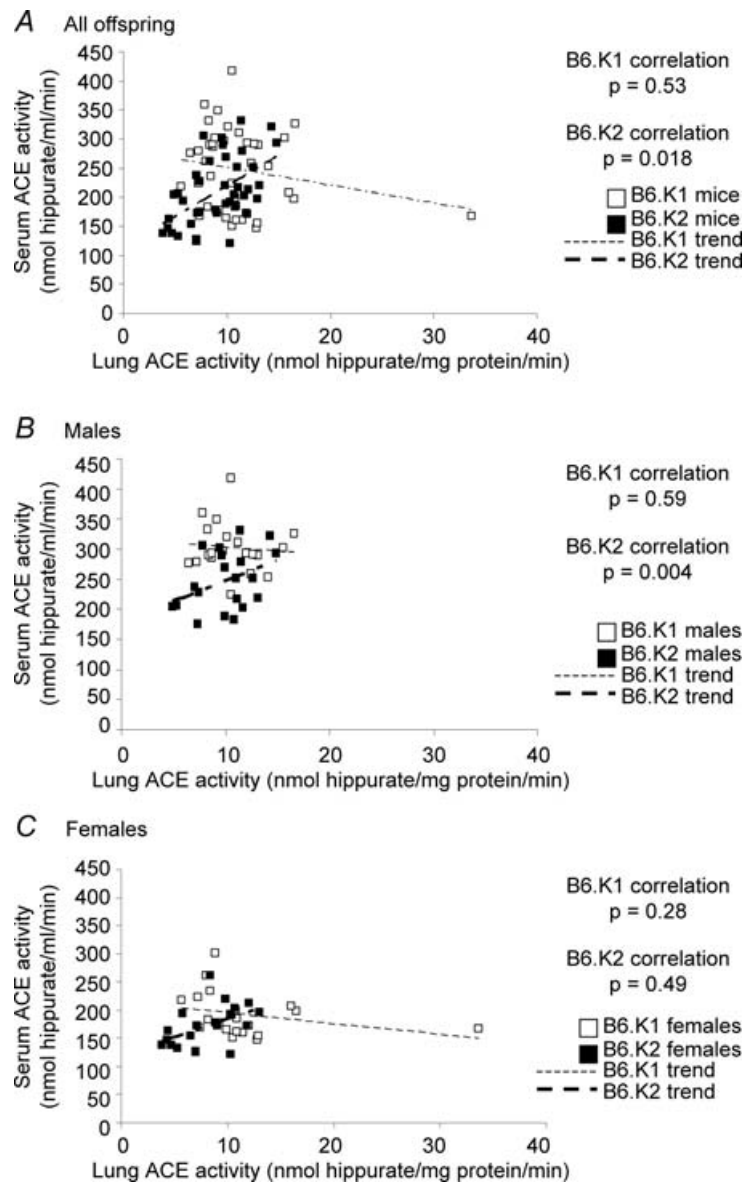 A All offspring
Serum ACE activity
(nmol hippurate/ml/min)
450
400
350
300
250
200
150
100
50
0
0 10 20 30 40
Lung ACE activity (nmol hippurate/mg protein/min)
B6.K1 correlation
p = 0.53
B6.K2 correlation
p = 0.018
B6.K1 mice
B6.K2 mice
B6.K1 trend
B6.K2 trend
B Males
Serum ACE activity
(nmol hippurate/ml/min)
450
400
350
300
250
200
150
100
50
0
0 10 20 30 40
Lung ACE activity (nmol hippurate/mg protein/min)
B6.K1 correlation
p = 0.59
B6.K2 correlation
p = 0.004
B6.K1 males
B6.K2 males
B6.K1 trend
B6.K2 trend
C Females
Serum ACE activity
(nmol hippurate/ml/min)
450
400
350
300
250
200
150
100
50
0
0 10 20 30 40
Lung ACE activity (nmol hippurate/mg protein/min)
B6.K1 correlation
p = 0.28
B6.K2 correlation
p = 0.49
B6.K1 females
B6.K2 females
B6.K1 trend
B6.K2 trend